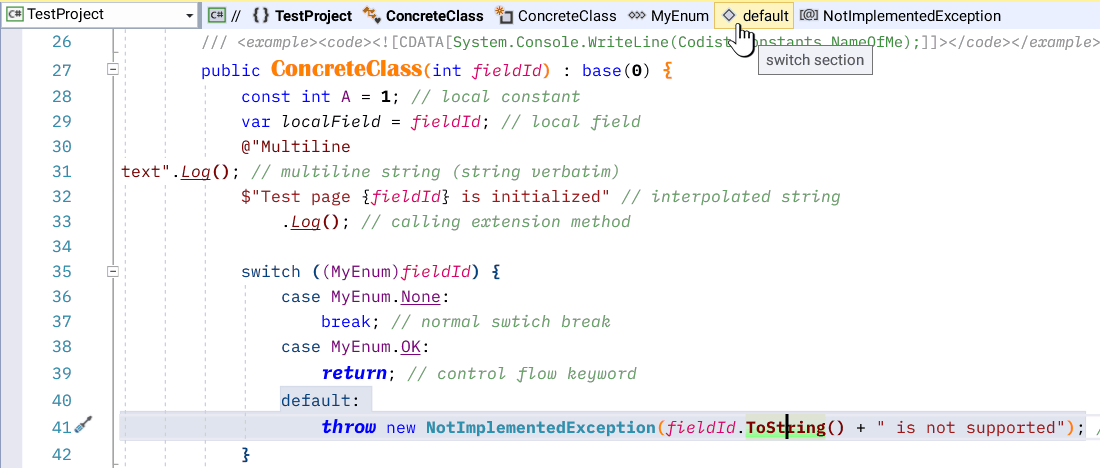 C# TestProject
C# // {} TestProject ConcreteClass ConcreteClass MyEnum default [@] NotImplementedException
switch section
26 /// <example><code><![CDATA[System.Console.WriteLine(Codist.Constants.NameOfMe);]]></code></example>
27 public ConcreteClass(int fieldId) : base(0) {
28 const int A = 1; // local constant
29 var localField = fieldId; // local field
30 @"Multiline
31 text".Log(); // multiline string (string verbatim)
32 $"Test page {fieldId} is initialized" // interpolated string
33 .Log(); // calling extension method
34
35 switch ((MyEnum)fieldId) {
36 case MyEnum.None:
37 break; // normal swtich break
38 case MyEnum.OK:
39 return; // control flow keyword
40 default:
41 throw new NotImplementedException(fieldId.ToString() + " is not supported"); /
42 }